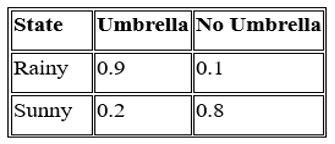 State Umbrella No Umbrella
Rainy 0.9 0.1
Sunny 0.2 0.8